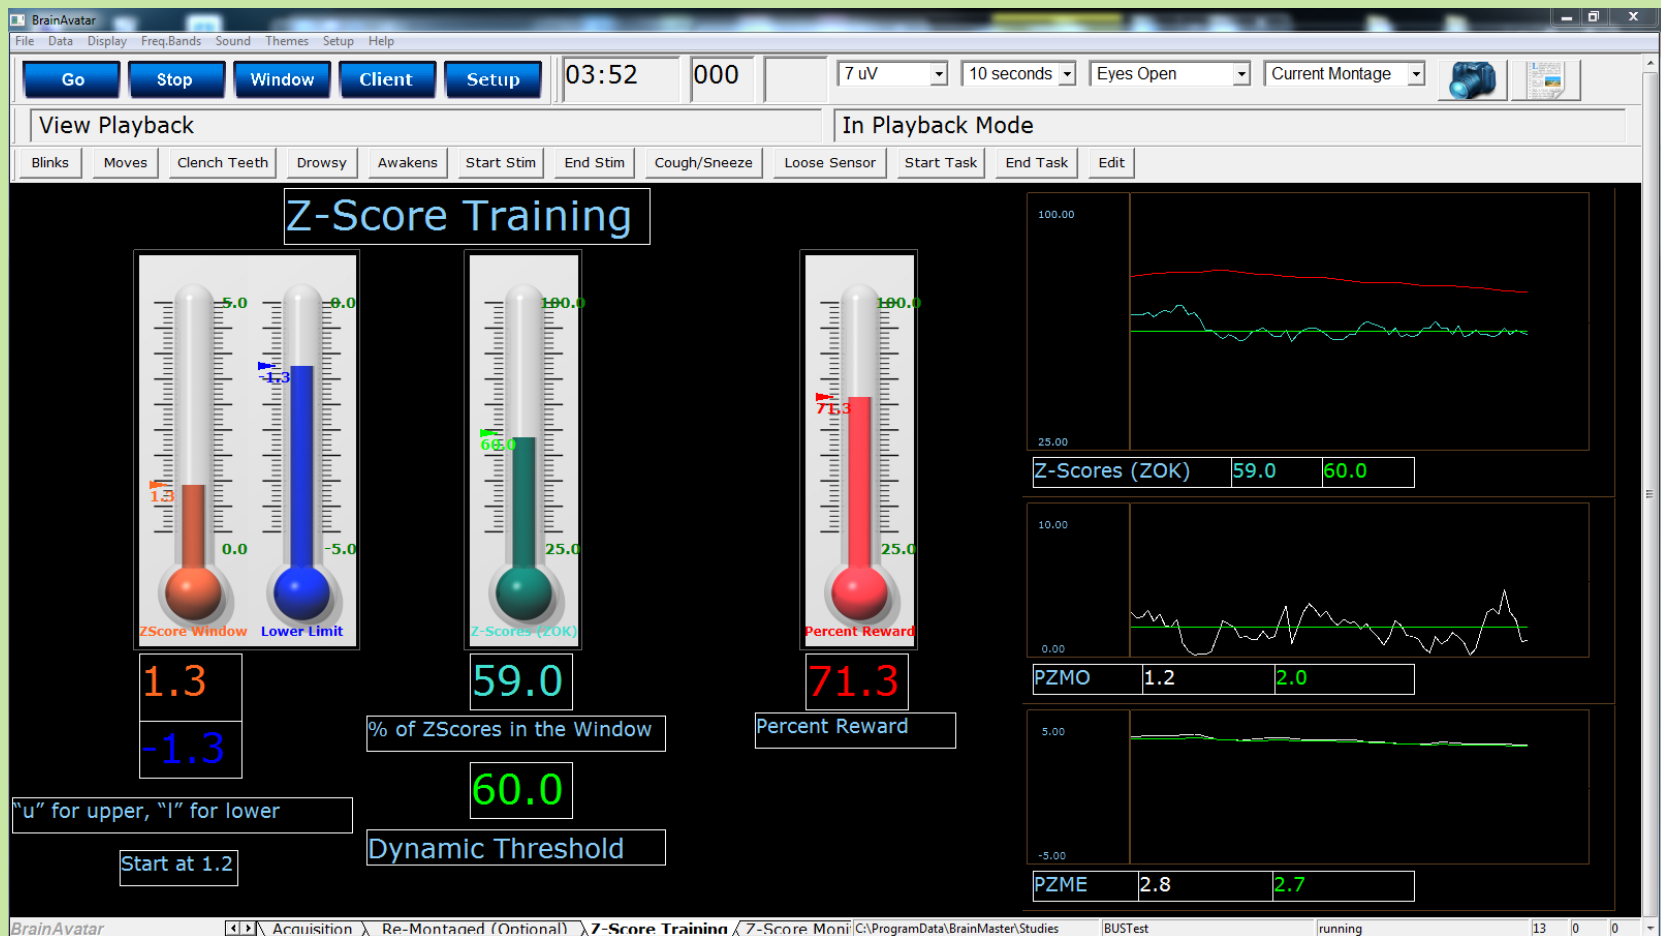 BrainAvatar
File Data Display Freq.Bands Sound Themes Setup Help
Go Stop Window Client Setup 03:52 000 7 uV 10 seconds Eyes Open Current Montage
View Playback In Playback Mode
Blinks Moves Clench Teeth Drowsy Awakens Start Stim End Stim Cough/Sneeze Loose Sensor Start Task End Task Edit
Z-Score Training
5.0 0.0 100.0 100.0
-1.3
71.3
60.0
1.3
0.0 -5.0 25.0 25.0
ZScore Window Lower Limit Z-Scores (ZOK) Percent Reward
1.3 59.0 71.3
% of ZScores in the Window Percent Reward
-1.3
60.0
"u" for upper, "l" for lower
Dynamic Threshold
Start at 1.2
100.00
25.00
Z-Scores (ZOK) 59.0 60.0
10.00
0.00
PZMO 1.2 2.0
5.00
-5.00
PZME 2.8 2.7
BrainAvatar Acquisition Re-Montaged (Optional) Z-Score Training Z-Score Moni C:\ProgramData\BrainMaster\Studies BUSTest running 13 0 0